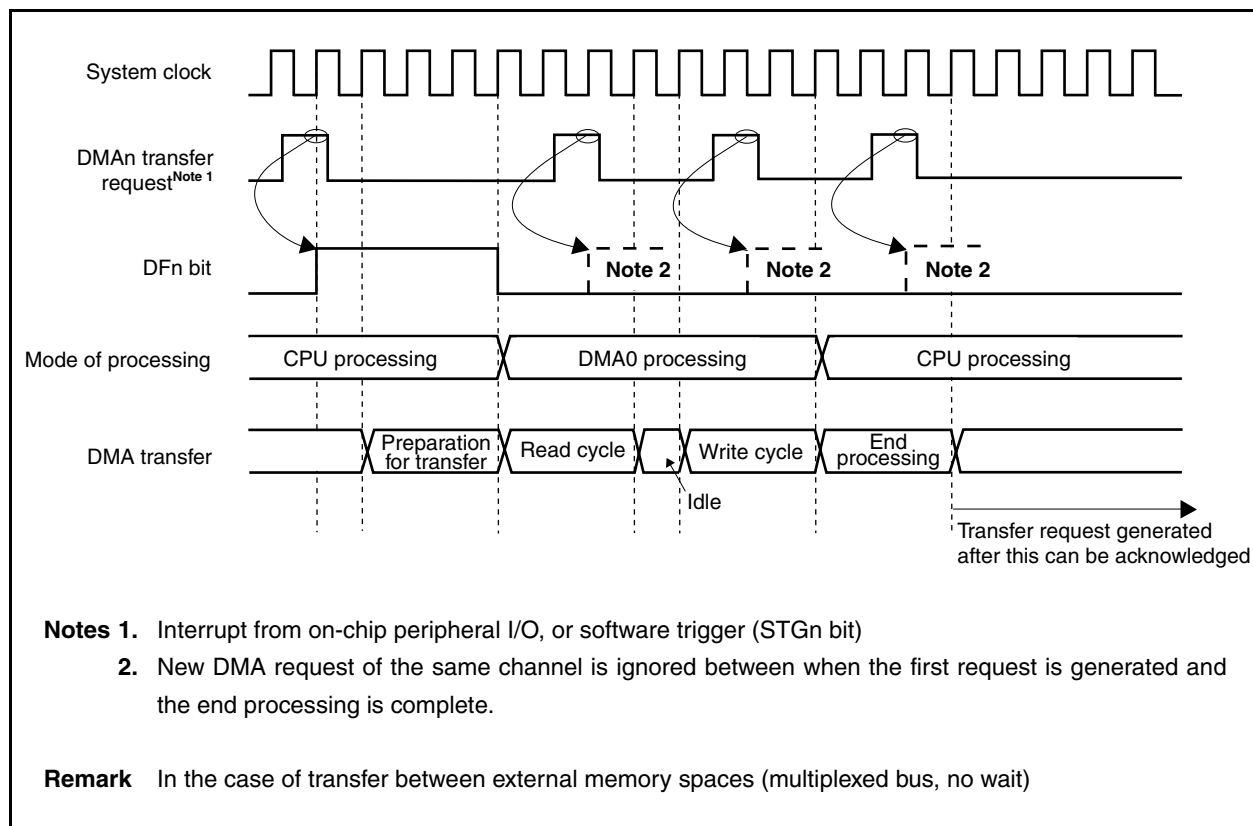 System clock
DMAn transfer
request Note 1
DFn bit
Note 2
Note 2
Note 2
Mode of processing
CPU processing
DMA0 processing
CPU processing
DMA transfer
Preparation
for transfer
Read cycle
Idle
Write cycle
End
processing
Transfer request generated
after this can be acknowledged
Notes 1. Interrupt from on-chip peripheral I/O, or software trigger (STGn bit)
2. New DMA request of the same channel is ignored between when the first request is generated and
the end processing is complete.
Remark In the case of transfer between external memory spaces (multiplexed bus, no wait)